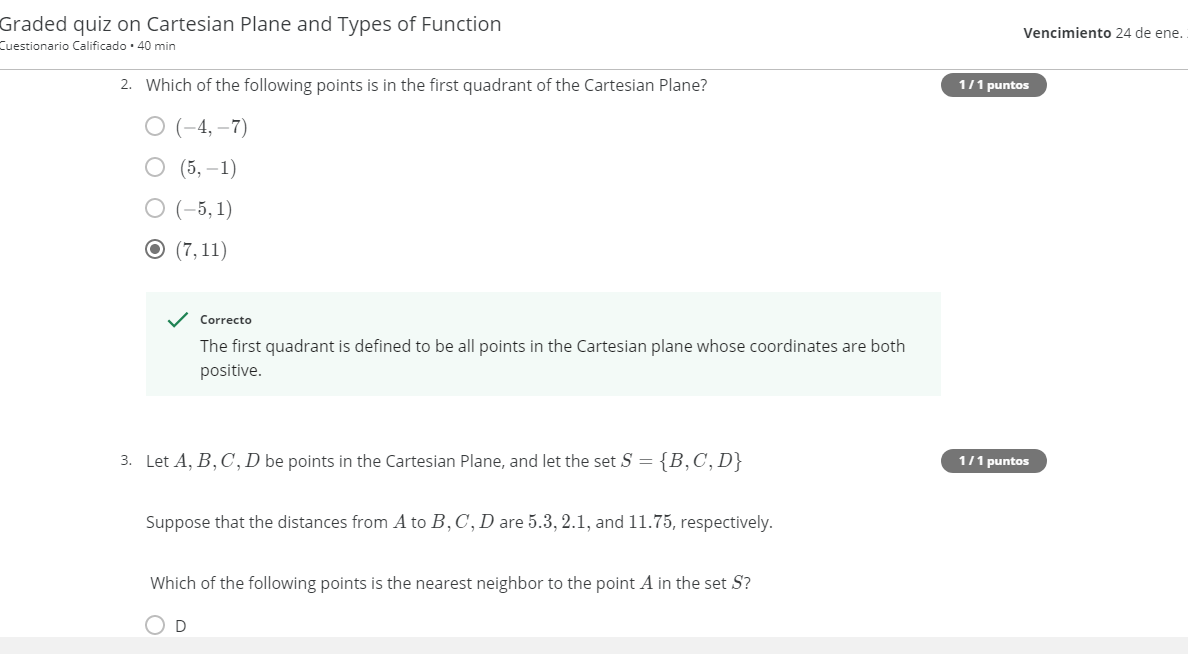 Graded quiz on Cartesian Plane and Types of Function
Cuestionario Calificado • 40 min
Vencimiento 24 de ene.
2. Which of the following points is in the first quadrant of the Cartesian Plane?
1 / 1 puntos
(−4, −7)
(5, −1)
(−5, 1)
(7, 11)
Correcto
The first quadrant is defined to be all points in the Cartesian plane whose coordinates are both
positive.
3. Let A, B, C, D be points in the Cartesian Plane, and let the set S = {B, C, D}
1 / 1 puntos
Suppose that the distances from A to B, C, D are 5.3, 2.1, and 11.75, respectively.
Which of the following points is the nearest neighbor to the point A in the set S?
D